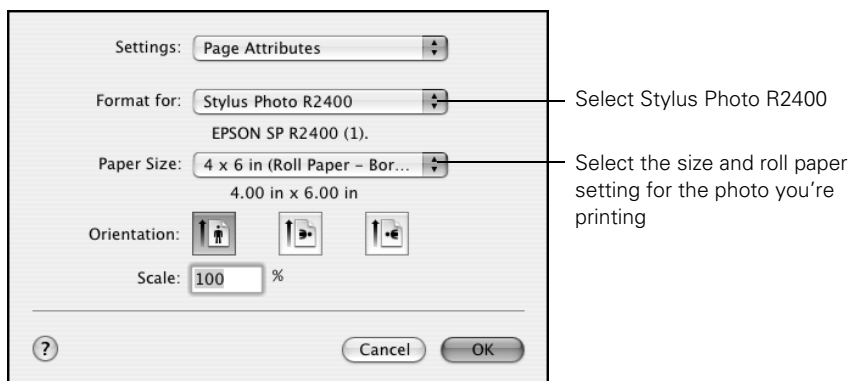 Settings: Page Attributes
Format for: Stylus Photo R2400
Select Stylus Photo R2400
EPSON SP R2400 (1).
Paper Size: 4 x 6 in (Roll Paper – Bor...
Select the size and roll paper
setting for the photo you’re
printing
4.00 in x 6.00 in
Orientation:
Scale: 100 %
? Cancel OK